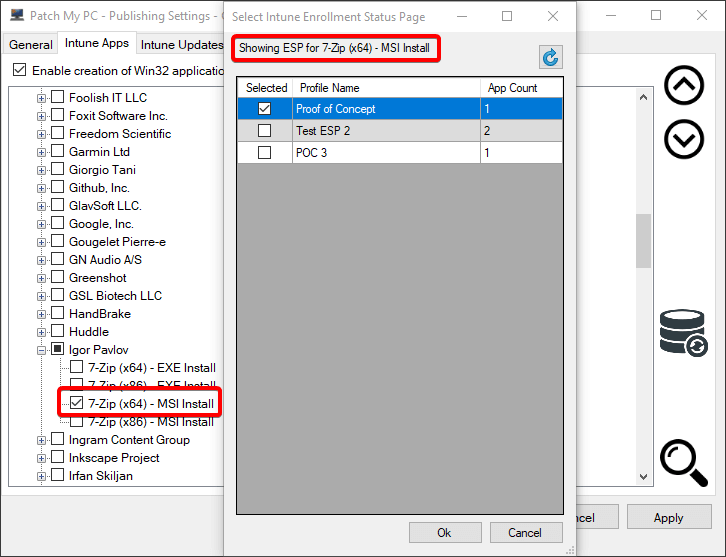 Patch My PC - Publishing Settings -
General
Intune Apps
Intune Updates
Enable creation of Win32 application
Foolish IT LLC
Foxit Software Inc.
Freedom Scientific
Garmin Ltd
Giorgio Tani
Github, Inc.
GlavSoft LLC.
Google, Inc.
Gougelet Pierre-e
GN Audio A/S
Greenshot
GSL Biotech LLC
HandBrake
Huddle
Igor Pavlov
7-Zip (x64) - EXE Install
7-Zip (x86) - EXE Install
7-Zip (x64) - MSI Install
7-Zip (x86) - MSI Install
Ingram Content Group
Inkscape Project
Irfan Skiljan
Select Intune Enrollment Status Page
Showing ESP for 7-Zip (x64) - MSI Install
Selected Profile Name App Count
Proof of Concept 1
Test ESP 2 2
POC 3 1
Ok
Cancel
ncel
Apply